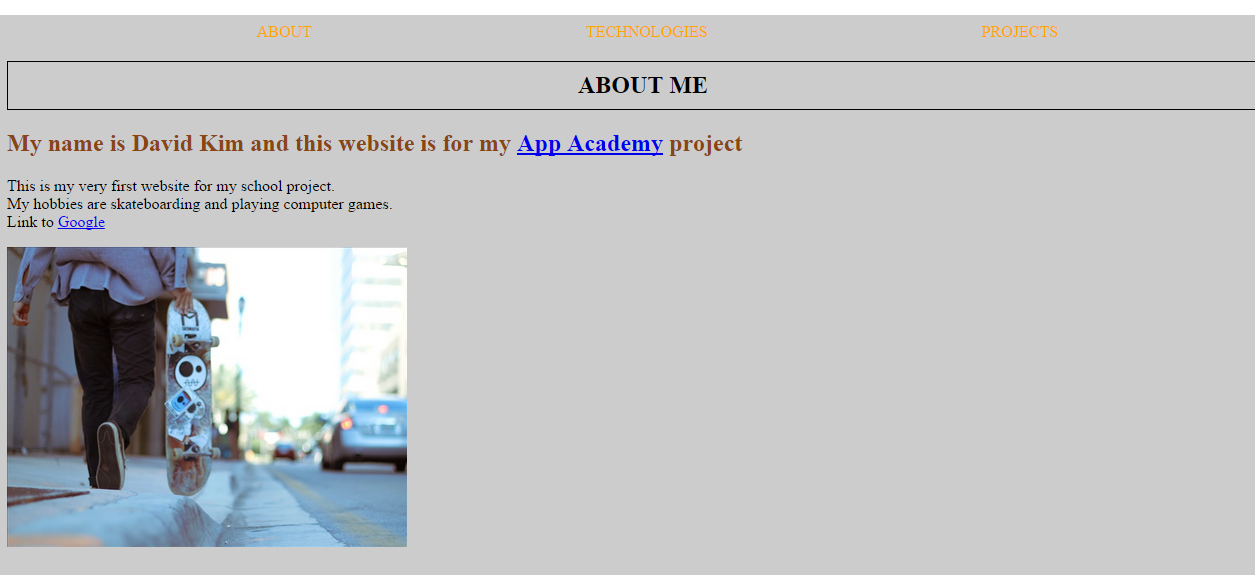 ABOUT TECHNOLOGIES PROJECTS
ABOUT ME
My name is David Kim and this website is for my App Academy project
This is my very first website for my school project.
My hobbies are skateboarding and playing computer games.
Link to Google